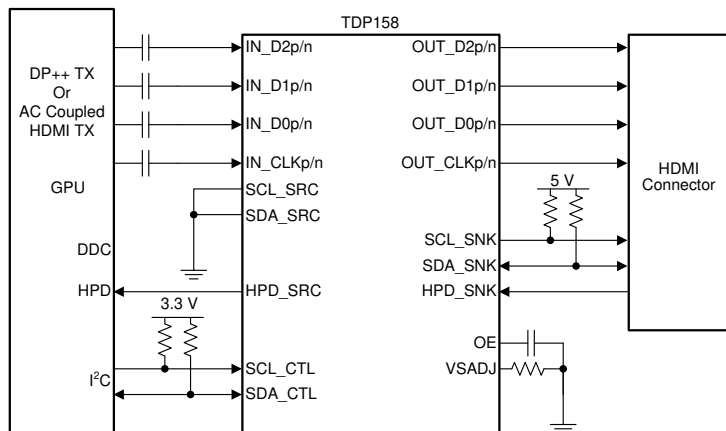 TDP158
DP++ TX
Or
AC Coupled
HDMI TX
GPU
DDC
HPD
I²C
3.3 V
IN_D2p/n
IN_D1p/n
IN_D0p/n
IN_CLKp/n
SCL_SRC
SDA_SRC
HPD_SRC
SCL_CTL
SDA_CTL
OUT_D2p/n
OUT_D1p/n
OUT_D0p/n
OUT_CLKp/n
SCL_SNK
SDA_SNK
HPD_SNK
OE
VSADJ
5 V
HDMI
Connector